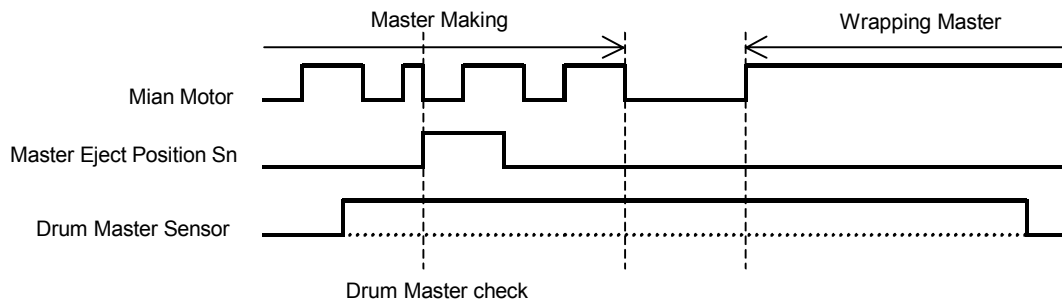 Master Making
Wrapping Master
Mian Motor
Master Eject Position Sn
Drum Master Sensor
Drum Master check